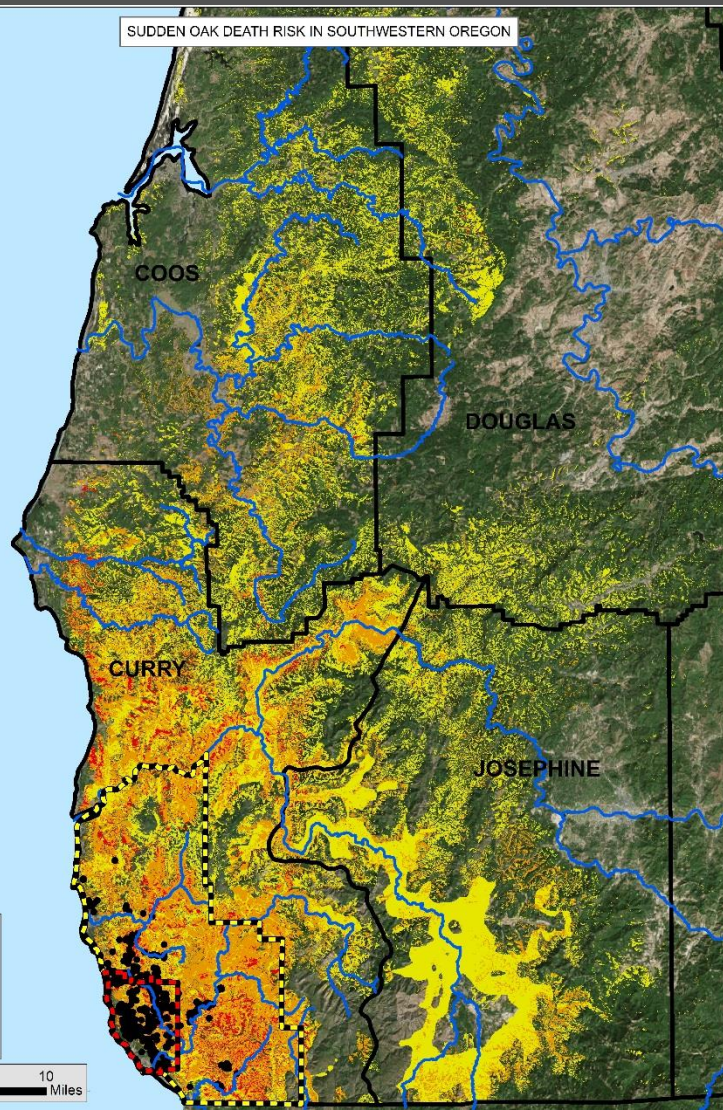 SUDDEN OAK DEATH RISK IN SOUTHWESTERN OREGON
COOS
DOUGLAS
CURRY
JOSEPHINE
10
Miles